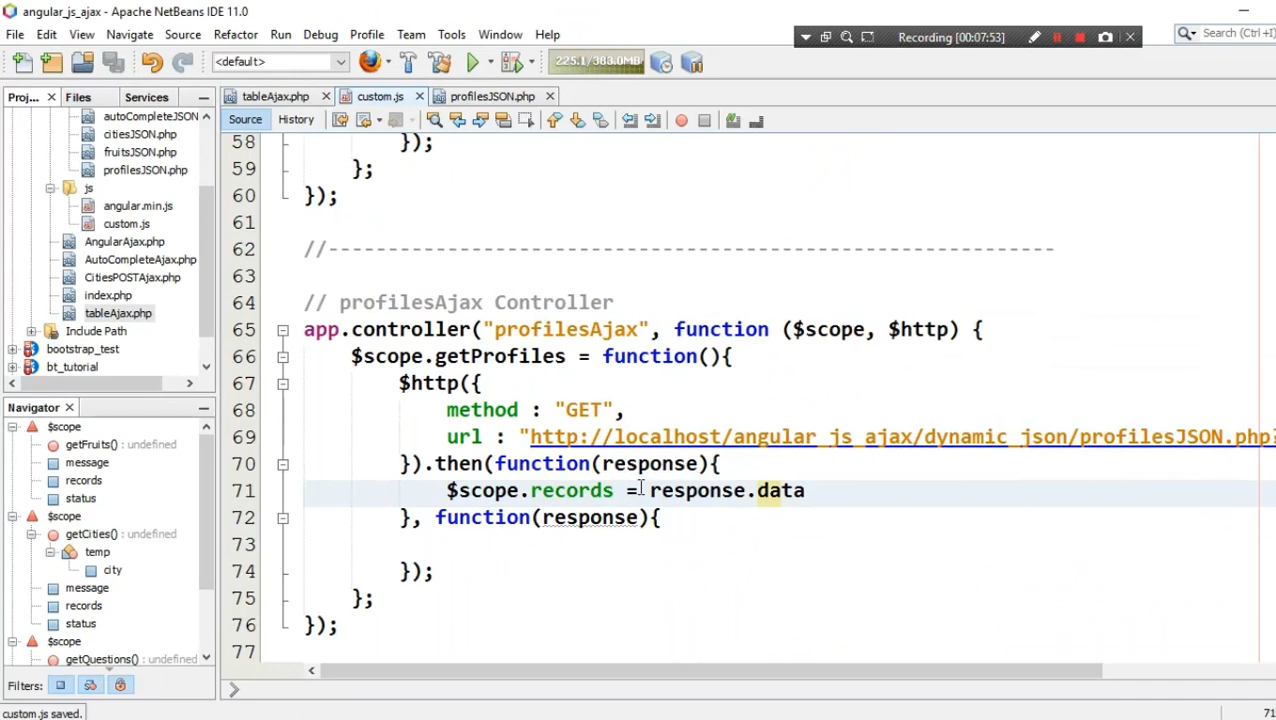 angular_js_ajax - Apache NetBeans IDE 11.0
File Edit View Navigate Source Refactor Run Debug Profile Team Tools Window Help
Recording [00:07:53]
Search (Ctrl+I)
<default>
225.1/363.0MB
Proj... Files Services
tableAjax.php custom.js profilesJSON.php
Source History
autoCompleteJSON
citiesJSON.php
fruitsJSON.php
profilesJSON.php
js
angular.min.js
custom.js
AngularAjax.php
AutoCompleteAjax.php
CitiesPOSTAjax.php
index.php
tableAjax.php
Include Path
bootstrap_test
bt_tutorial
Navigator
$scope
getFruits() : undefined
message
records
status
$scope
getCities() : undefined
temp
city
message
records
status
$scope
getQuestions() : undefined
Filters:
58 });
59 };
60 });
61
62 //--------------------------------------------------------------
63
64 // profilesAjax Controller
65 app.controller("profilesAjax", function ($scope, $http) {
66 $scope.getProfiles = function(){
67 $http({
68 method : "GET",
69 url : "http://localhost/angular_js_ajax/dynamic_json/profilesJSON.php
70 }).then(function(response){
71 $scope.records = response.data
72 }, function(response){
73
74 });
75 };
76 });
77
custom.js saved.
71